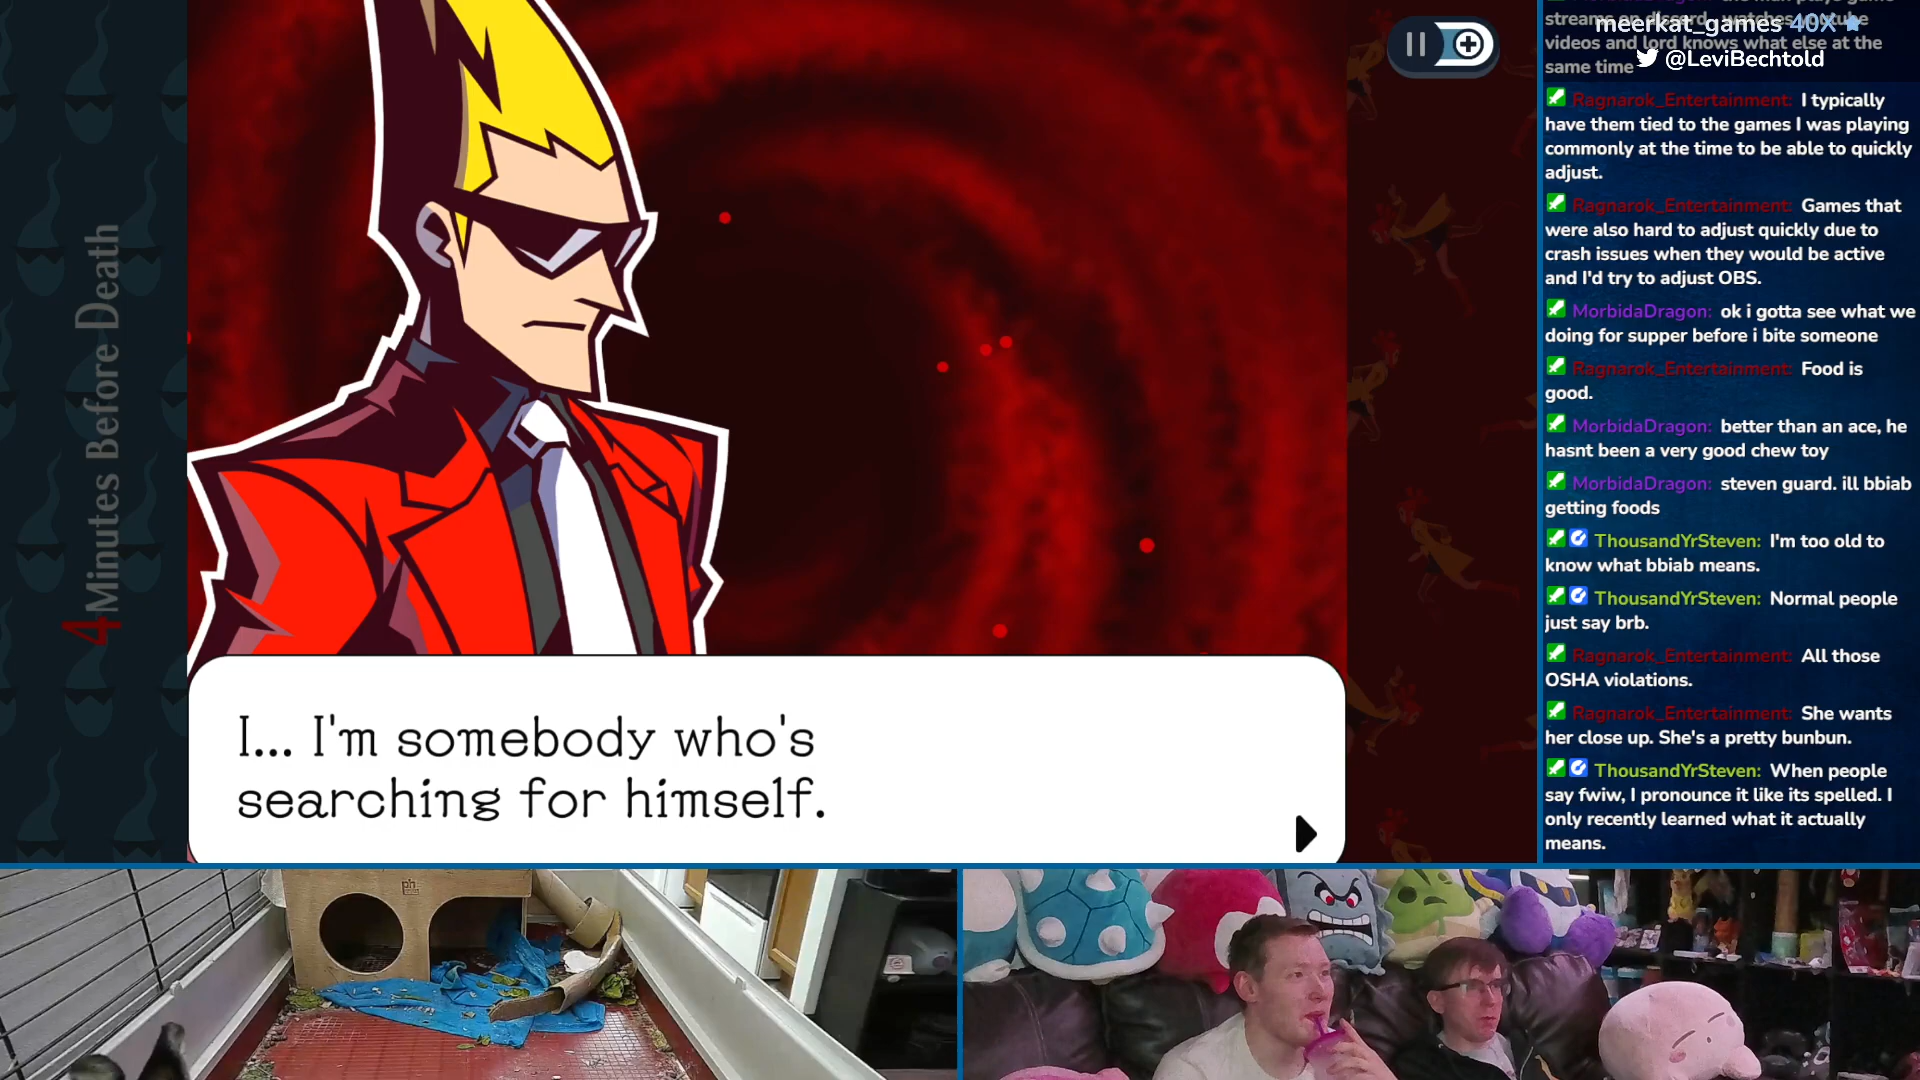 4 Minutes Before Death
I... I'm somebody who's
searching for himself.
meerkat_games 40X
@LeviBechtold
videos and lord knows what else at the
same time
Ragnarok_Entertainment: I typically
have them tied to the games I was playing
commonly at the time to be able to quickly
adjust.
Ragnarok_Entertainment: Games that
were also hard to adjust quickly due to
crash issues when they would be active
and I'd try to adjust OBS.
MorbidaDragon: ok i gotta see what we
doing for supper before i bite someone
Ragnarok_Entertainment: Food is
good.
MorbidaDragon: better than an ace, he
hasnt been a very good chew toy
MorbidaDragon: steven guard. ill bbiab
getting foods
ThousandYrSteven: I'm too old to
know what bbiab means.
ThousandYrSteven: Normal people
just say brb.
Ragnarok_Entertainment: All those
OSHA violations.
Ragnarok_Entertainment: She wants
her close up. She's a pretty bunbun.
ThousandYrSteven: When people
say fwiw, I pronounce it like its spelled. I
only recently learned what it actually
means.